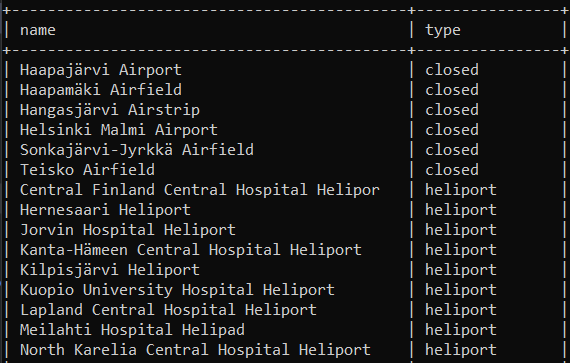 name type
Haapajärvi Airport closed
Haapamäki Airfield closed
Hangasjärvi Airstrip closed
Helsinki Malmi Airport closed
Sonkajärvi-Jyrkkä Airfield closed
Teisko Airfield closed
Central Finland Central Hospital Helipor heliport
Hernesaari Heliport heliport
Jorvin Hospital Heliport heliport
Kanta-Hämeen Central Hospital Heliport heliport
Kilpisjärvi Heliport heliport
Kuopio University Hospital Heliport heliport
Lapland Central Hospital Heliport heliport
Meilahti Hospital Helipad heliport
North Karelia Central Hospital Heliport heliport